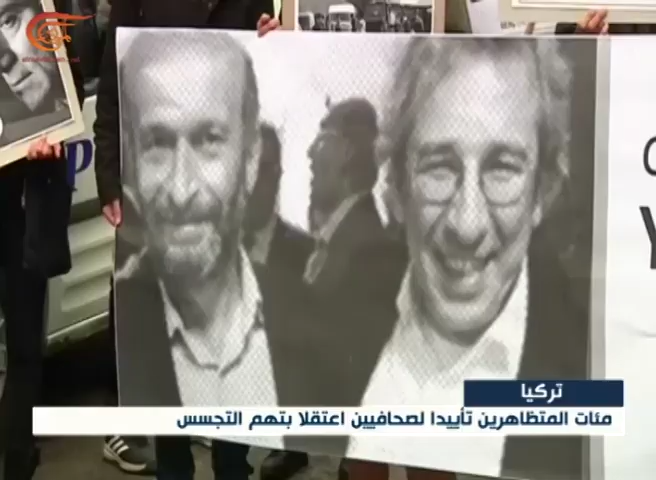 تركيا
مئات المتظاهرين تأييدا لصحافيين اعتقلا بتهم التجسس